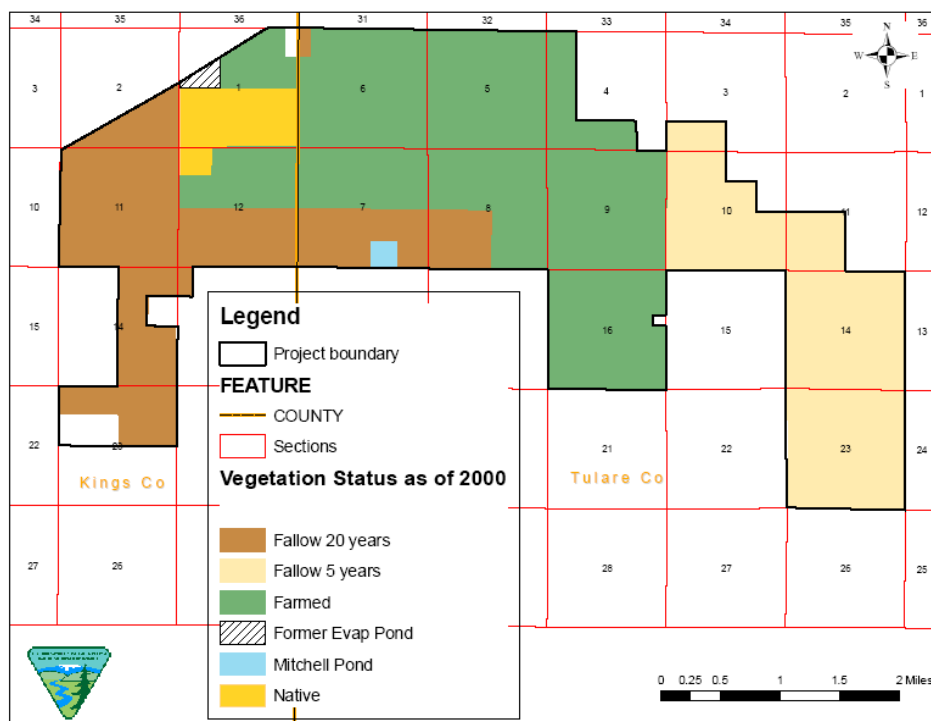 34 35 36 31 32 33 34 35 36
N
W E
S
3 2 1 6 5 4 3 2 1
10 11 12 7 8 9 10 11 12
15 14 16 15 14 13
22 23 21 22 23 24
27 26 28 27 26 25
Kings Co
Tulare Co
Legend
Project boundary
FEATURE
COUNTY
Sections
Vegetation Status as of 2000
Fallow 20 years
Fallow 5 years
Farmed
Former Evap Pond
Mitchell Pond
Native
0 0.25 0.5 1 1.5 2 Miles